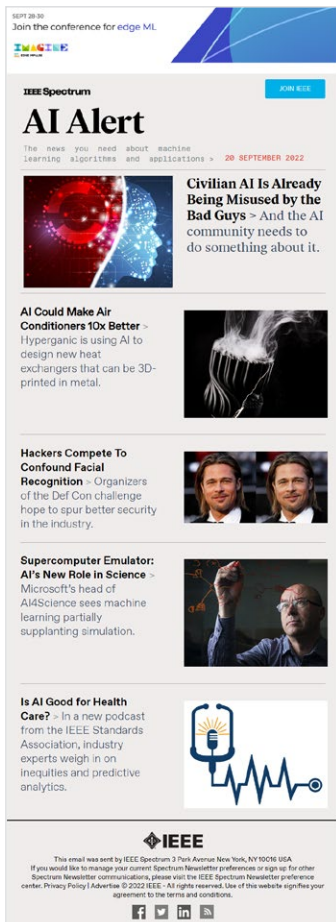 SEPT 28-30
Join the conference for edge ML
IMAGINE
JOIN IEEE
IEEE Spectrum
AI Alert
The news you need about machine
learning algorithms and applications >
20 SEPTEMBER 2022
Civilian AI Is Already
Being Misused by the
Bad Guys > And the AI
community needs to
do something about it.
AI Could Make Air
Conditioners 10x Better >
Hyperganic is using AI to
design new heat
exchangers that can be 3D-
printed in metal.
Hackers Compete To
Confound Facial
Recognition > Organizers
of the Def Con challenge
hope to spur better security
in the industry.
Supercomputer Emulator:
AI's New Role in Science >
Microsoft's head of
AI4Science sees machine
learning partially
supplanting simulation.
Is AI Good for Health
Care? > In a new podcast
from the IEEE Standards
Association, industry
experts weigh in on
inequities and predictive
analytics.
IEEE
This email was sent by IEEE Spectrum 3 Park Avenue New York, NY 10016 USA
If you would like to manage your current Spectrum Newsletter preferences or sign up for other
Spectrum Newsletter communications, please visit the IEEE Spectrum Newsletter preference
center. Privacy Policy | Advertise © 2022 IEEE - All rights reserved. Use of this website signifies your
agreement to the terms and conditions.